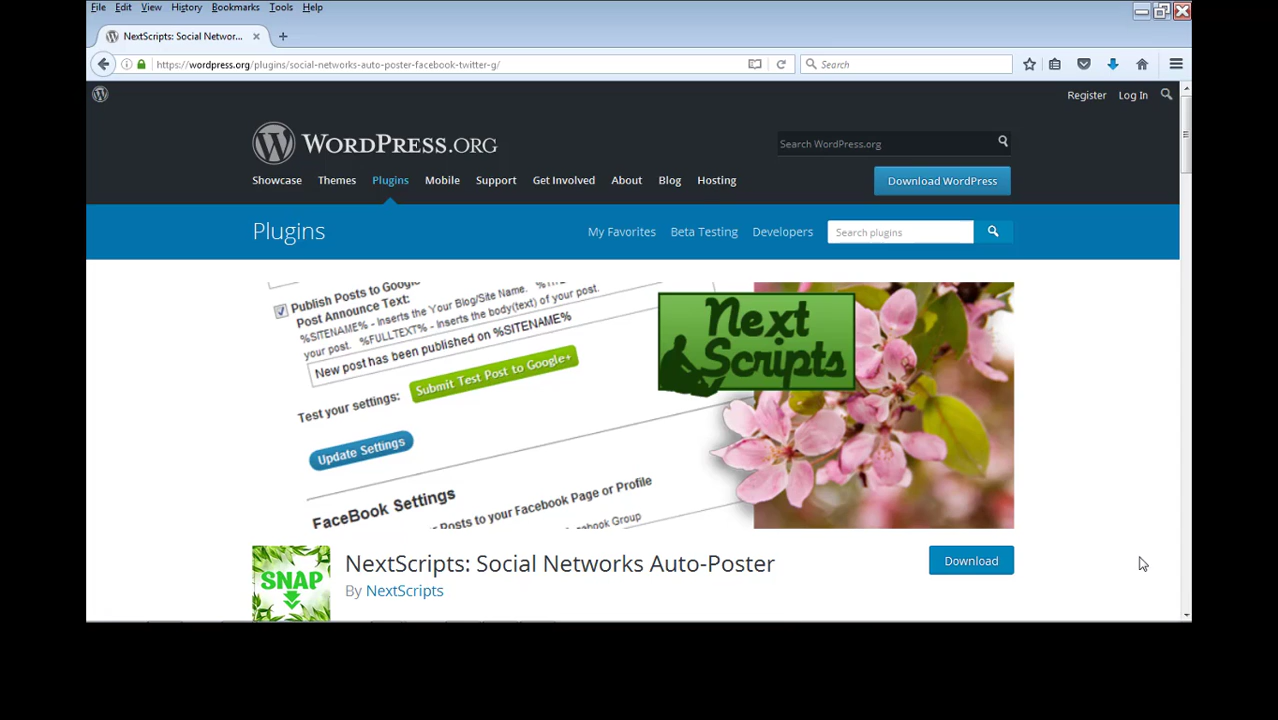 File Edit View History Bookmarks Tools Help
NextScripts: Social Networ...
https://wordpress.org/plugins/social-networks-auto-poster-facebook-twitter-g/
Search
Register Log In
WORDPRESS.ORG
Search WordPress.org
Showcase Themes Plugins Mobile Support Get Involved About Blog Hosting
Download WordPress
Plugins
My Favorites Beta Testing Developers
Search plugins
Publish Posts to Google
Post Announce Text:
%SITENAME% - Inserts the Your Blog/Site Name.
your post. %FULLTEXT% - Inserts the body(text) of your post.
New post has been published on %SITENAME%
Test your settings: Submit Test Post to Google+
Update Settings
FaceBook Settings
Posts to your Facebook Page or Profile
Group
Next
Scripts
SNAP
NextScripts: Social Networks Auto-Poster
By NextScripts
Download